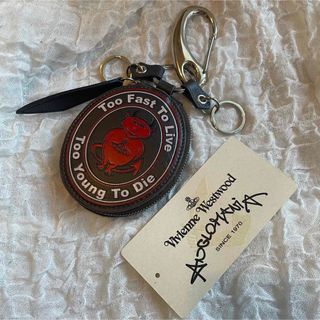 Too Fast To Live
Too Young To Die
Vivienne Westwood
ANGLOMANIA
SINCE 1970